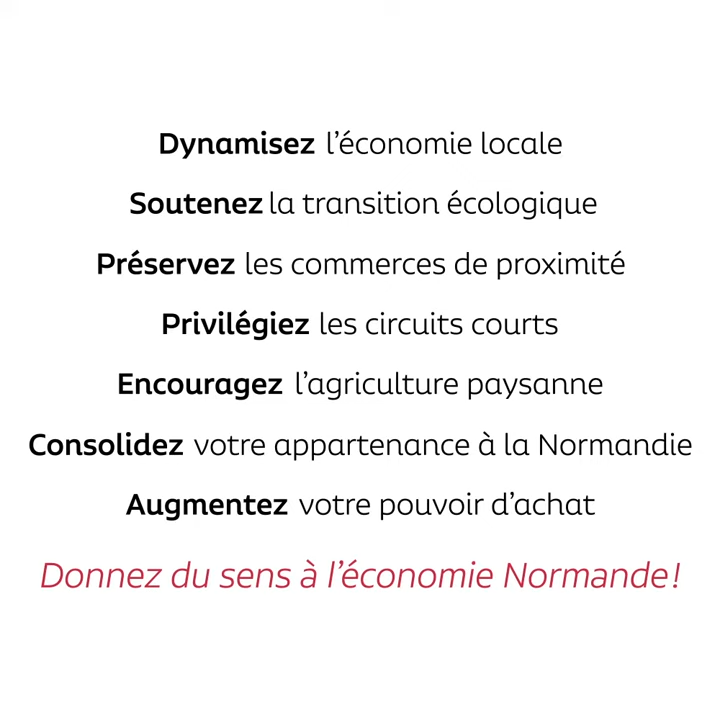 Dynamisez l’économie locale
Soutenez la transition écologique
Préservez les commerces de proximité
Privilégiez les circuits courts
Encouragez l’agriculture paysanne
Consolidez votre appartenance à la Normandie
Augmentez votre pouvoir d’achat
Donnez du sens à l’économie Normande!